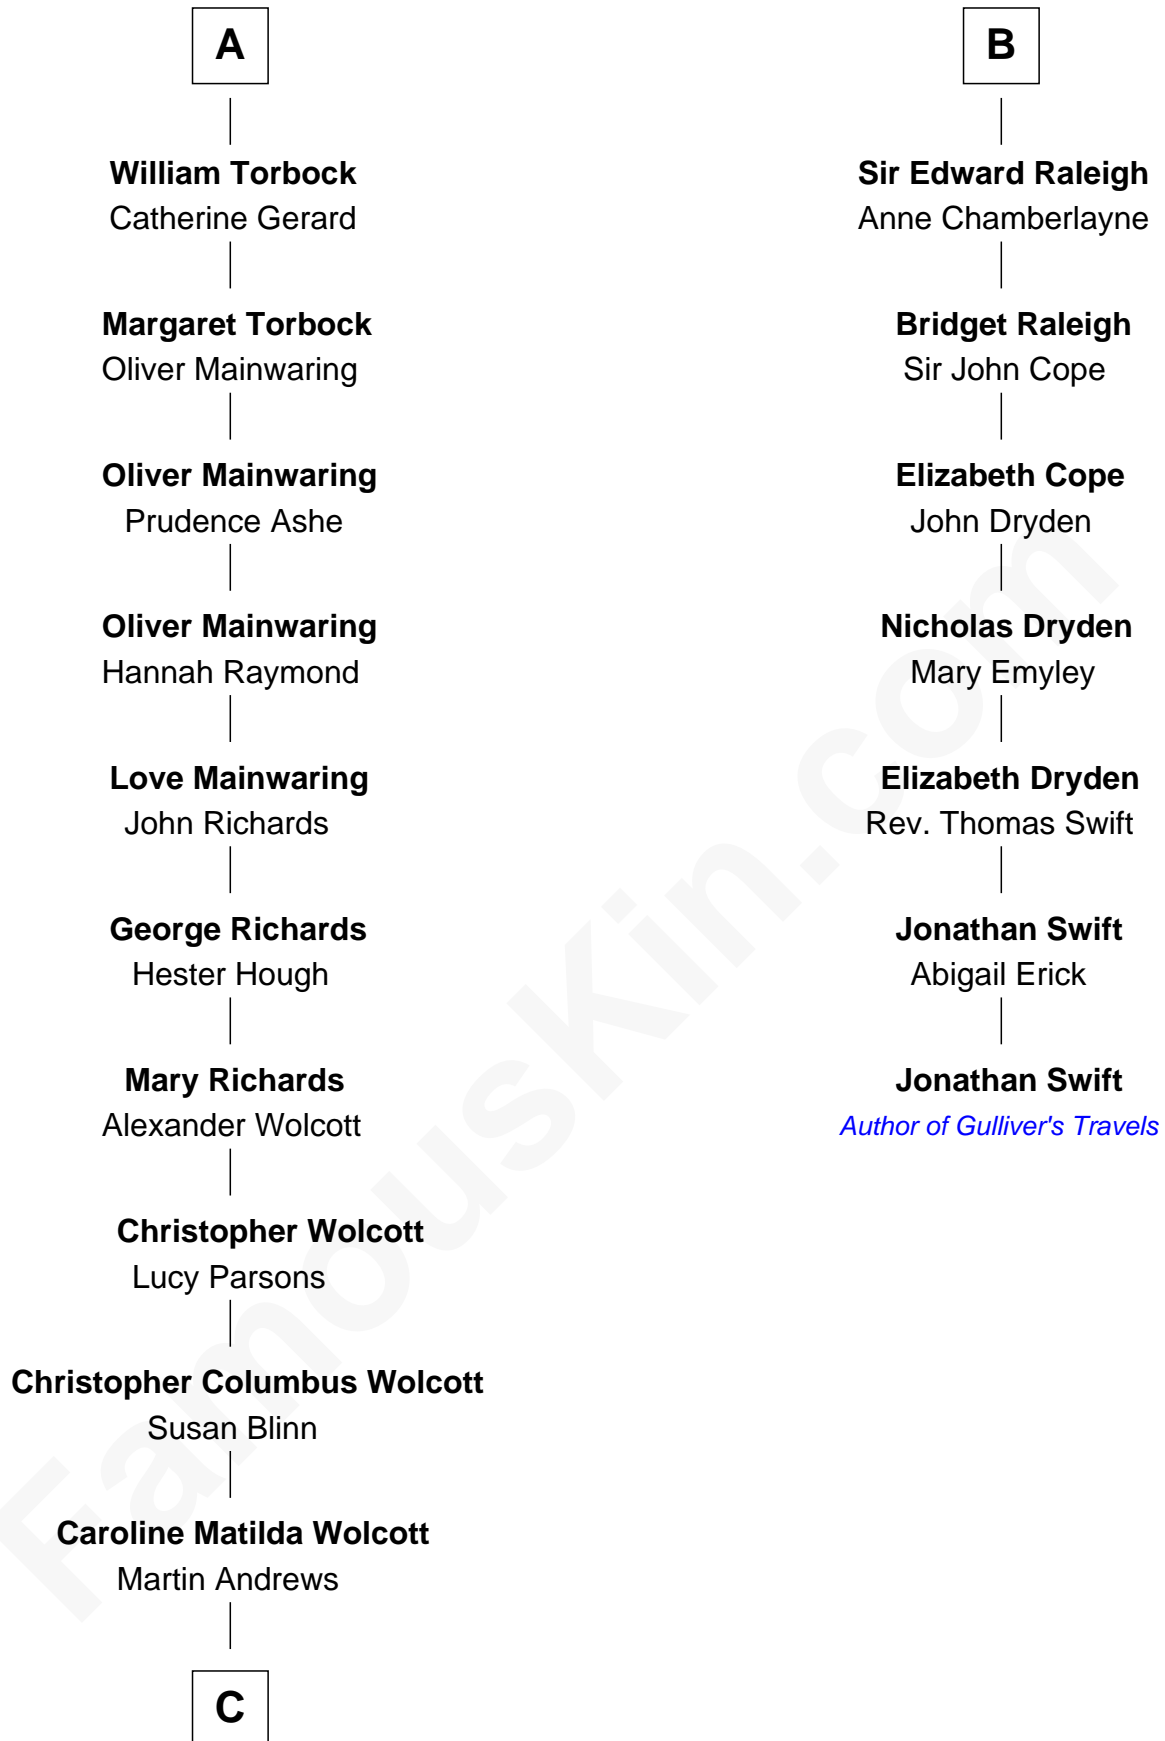 A
William Torbock
Catherine Gerard
Margaret Torbock
Oliver Mainwaring
Oliver Mainwaring
Prudence Ashe
Oliver Mainwaring
Hannah Raymond
Love Mainwaring
John Richards
George Richards
Hester Hough
Mary Richards
Alexander Wolcott
Christopher Wolcott
Lucy Parsons
Christopher Columbus Wolcott
Susan Blinn
Caroline Matilda Wolcott
Martin Andrews
C
B
Sir Edward Raleigh
Anne Chamberlayne
Bridget Raleigh
Sir John Cope
Elizabeth Cope
John Dryden
Nicholas Dryden
Mary Emyley
Elizabeth Dryden
Rev. Thomas Swift
Jonathan Swift
Abigail Erick
Jonathan Swift
Author of Gulliver's Travels
FamousKin.com